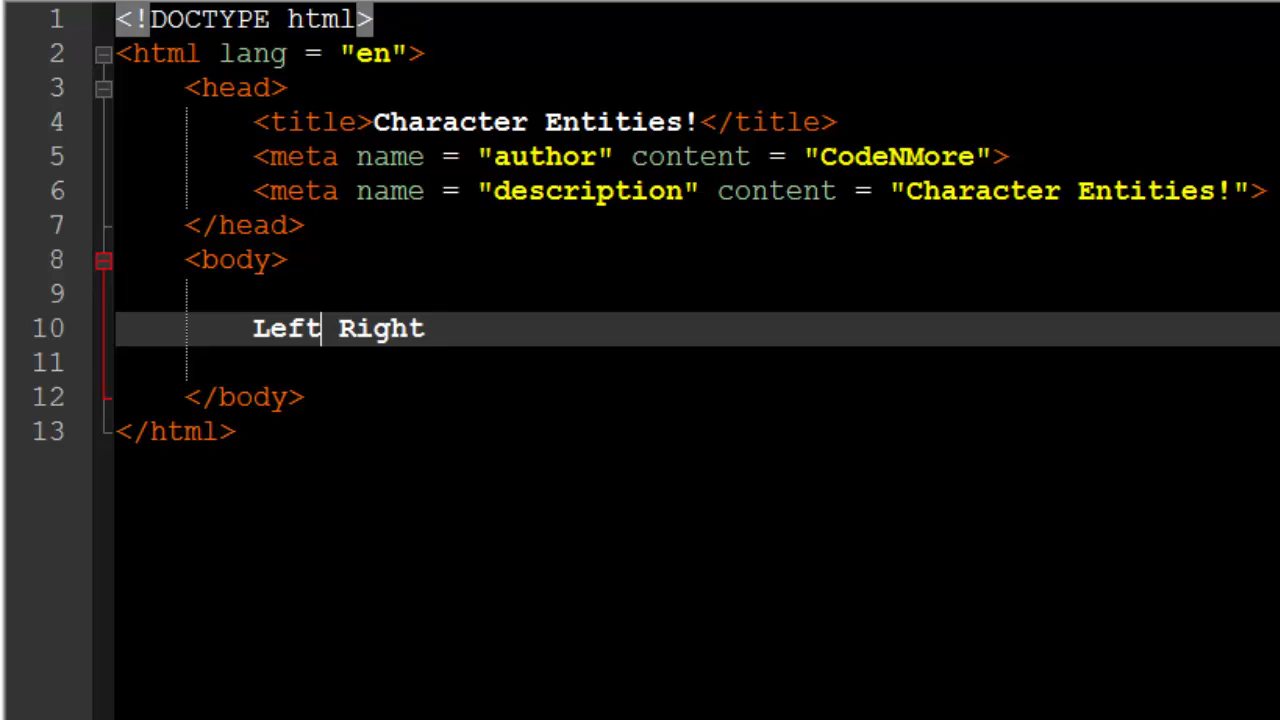 1 <!DOCTYPE html>
2 <html lang = "en">
3 <head>
4 <title>Character Entities!</title>
5 <meta name = "author" content = "CodeNMore">
6 <meta name = "description" content = "Character Entities!">
7 </head>
8 <body>
9
10 Left Right
11
12 </body>
13 </html>